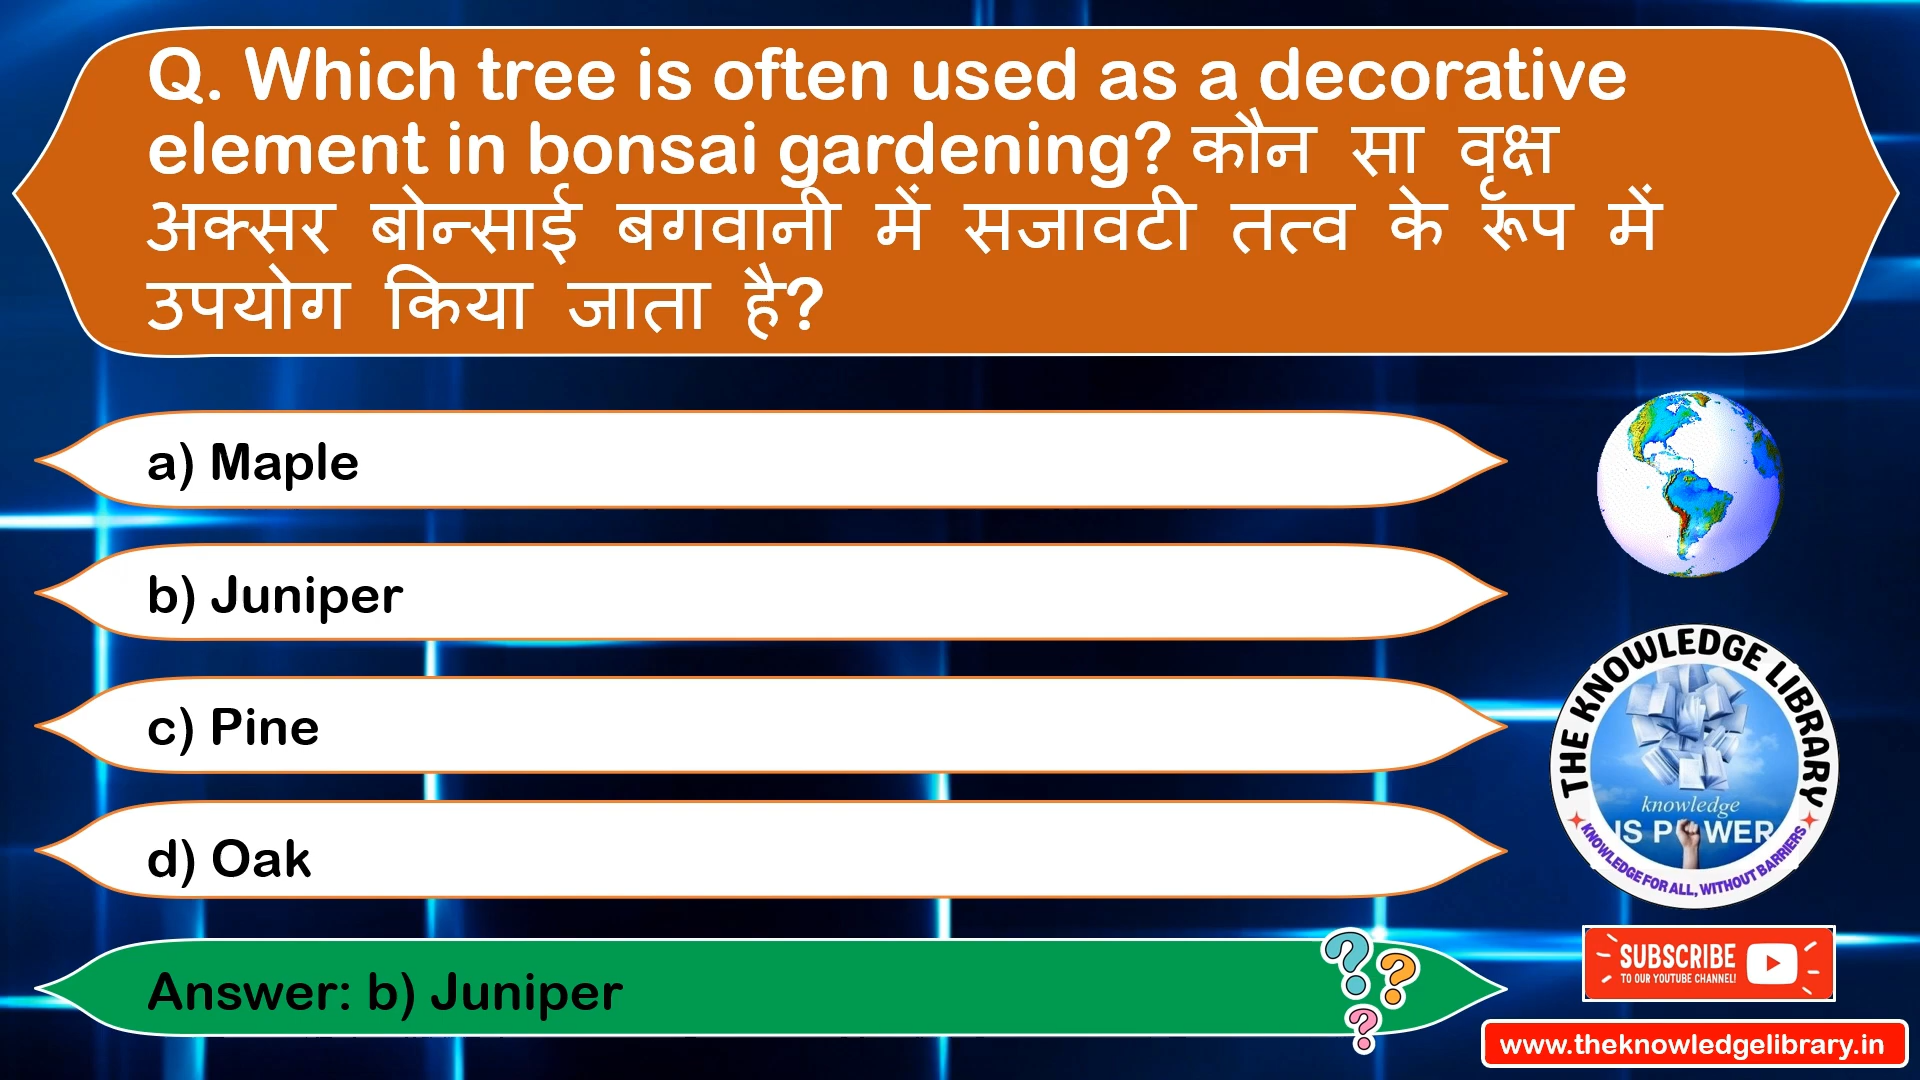 Q. Which tree is often used as a decorative
element in bonsai gardening? कौन सा वृक्ष
अक्सर बोन्साई बगवानी में सजावटी तत्व के रूँप में
उपयोग किया जाता है?
a) Maple
b) Juniper
c) Pine
d) Oak
Answer: b) Juniper
THE KNOWLEDGE LIBRARY
knowledge
IS POWER
KNOWLEDGE FOR ALL, WITHOUT BARRIERS
SUBSCRIBE
TO OUR YOUTUBE CHANNEL!
www.theknowledgelibrary.in